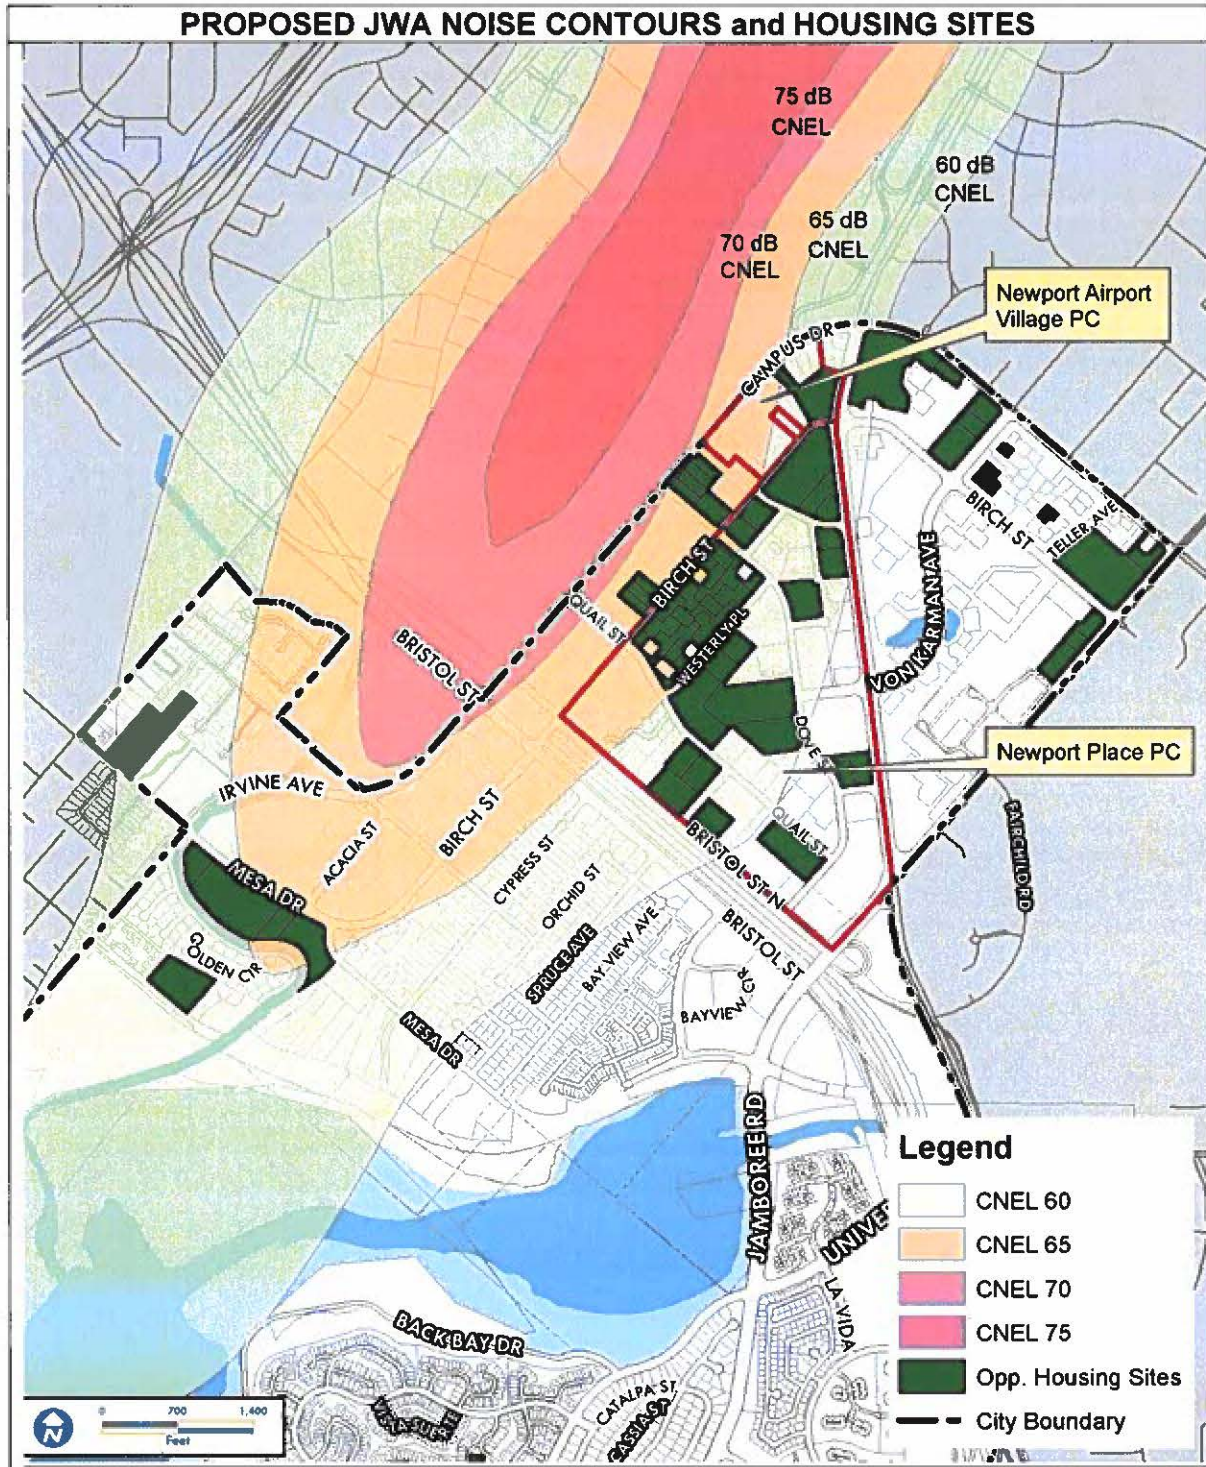 PROPOSED JWA NOISE CONTOURS and HOUSING SITES
75 dB
CNEL
60 dB
CNEL
65 dB
CNEL
70 dB
CNEL
Newport Airport
Village PC
CAMPUS DR
BIRCH ST
TELLER AVE
BIRCH ST
QUAIL ST
WESTERLY PL
VON KARMAN AVE
BRISTOL ST
DOVE
Newport Place PC
IRVINE AVE
BIRCH ST
ACACIA ST
QUAIL ST
FAIRCHILD RD
CYPRESS ST
BRISTOL ST N
MESA DR
ORCHID ST
BRISTOL ST
GOLDEN CIR
SPRUCE AVE
BAY VIEW AVE
BAYVIEW CIR
MESA DR
JAMBOREE RD
Legend
CNEL 60
CNEL 65
CNEL 70
CNEL 75
Opp. Housing Sites
City Boundary
UNIVE
LA VIDA
BACK BAY DR
CATALPA ST
CASSIA ST
VISTA SUERTE
N
0 700 1,400
Feet